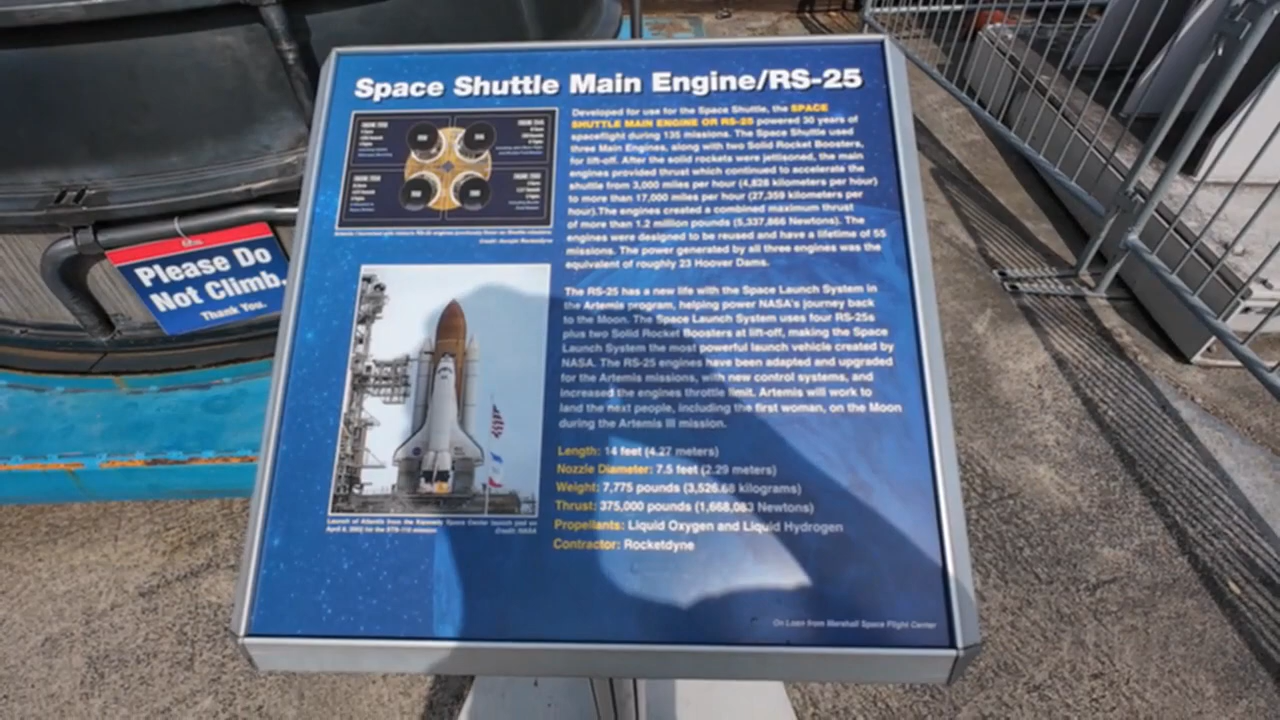 Space Shuttle Main Engine/RS-25
Developed for use for the Space Shuttle, the SPACE
SHUTTLE MAIN ENGINE OR RS-25 powered 30 years of
spaceflight during 135 missions. The Space Shuttle used
three Main Engines, along with two Solid Rocket Boosters,
for lift-off. After the solid rockets were jettisoned, the main
engines provided thrust which continued to accelerate the
shuttle from 3,000 miles per hour (4,828 kilometers per hour)
to more than 17,000 miles per hour (27,359 kilometers per
hour).The engines created a combined maximum thrust
of more than 1.2 million pounds (5,337,866 Newtons). The
engines were designed to be reused and have a lifetime of 55
missions. The power generated by all three engines was the
equivalent of roughly 23 Hoover Dams.
The RS-25 has a new life with the Space Launch System in
the Artemis program, helping power NASA's journey back
to the Moon. The Space Launch System uses four RS-25s
plus two Solid Rocket Boosters at lift-off, making the Space
Launch System the most powerful launch vehicle created by
NASA. The RS-25 engines have been adapted and upgraded
for the Artemis missions, with new control systems, and
increased the engines throttle limit. Artemis will work to
land the next people, including the first woman, on the Moon
during the Artemis III mission.
Length: 14 feet (4.27 meters)
Nozzle Diameter: 7.5 feet (2.29 meters)
Weight: 7,775 pounds (3,526.68 kilograms)
Thrust: 375,000 pounds (1,668,083 Newtons)
Propellants: Liquid Oxygen and Liquid Hydrogen
Contractor: Rocketdyne
Credit: Aerojet Rocketdyne
Launch of Atlantis from the Kennedy Space Center launch pad on
April 8, 2002 for the STS-110 mission.
Credit: NASA
On Loan from Marshall Space Flight Center
Please Do
Not Climb.
Thank You.